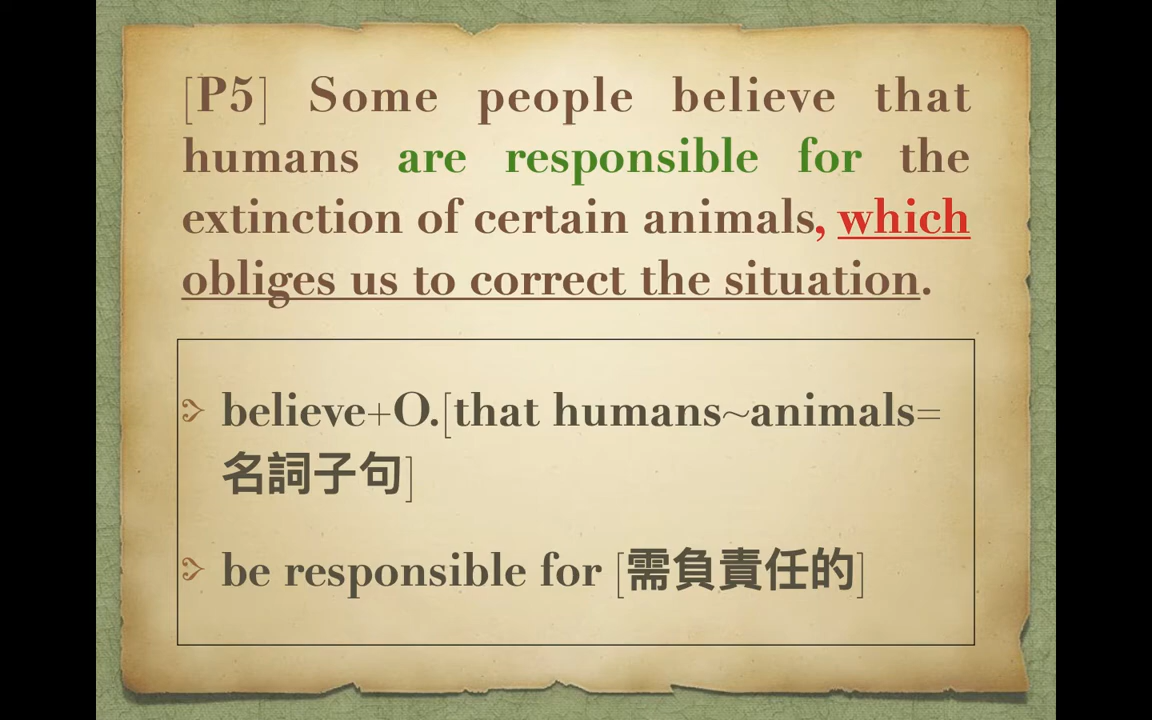 [P5] Some people believe that
humans are responsible for the
extinction of certain animals, which
obliges us to correct the situation.
believe+O.[that humans~animals=
名詞子句]
be responsible for [需負責任的]